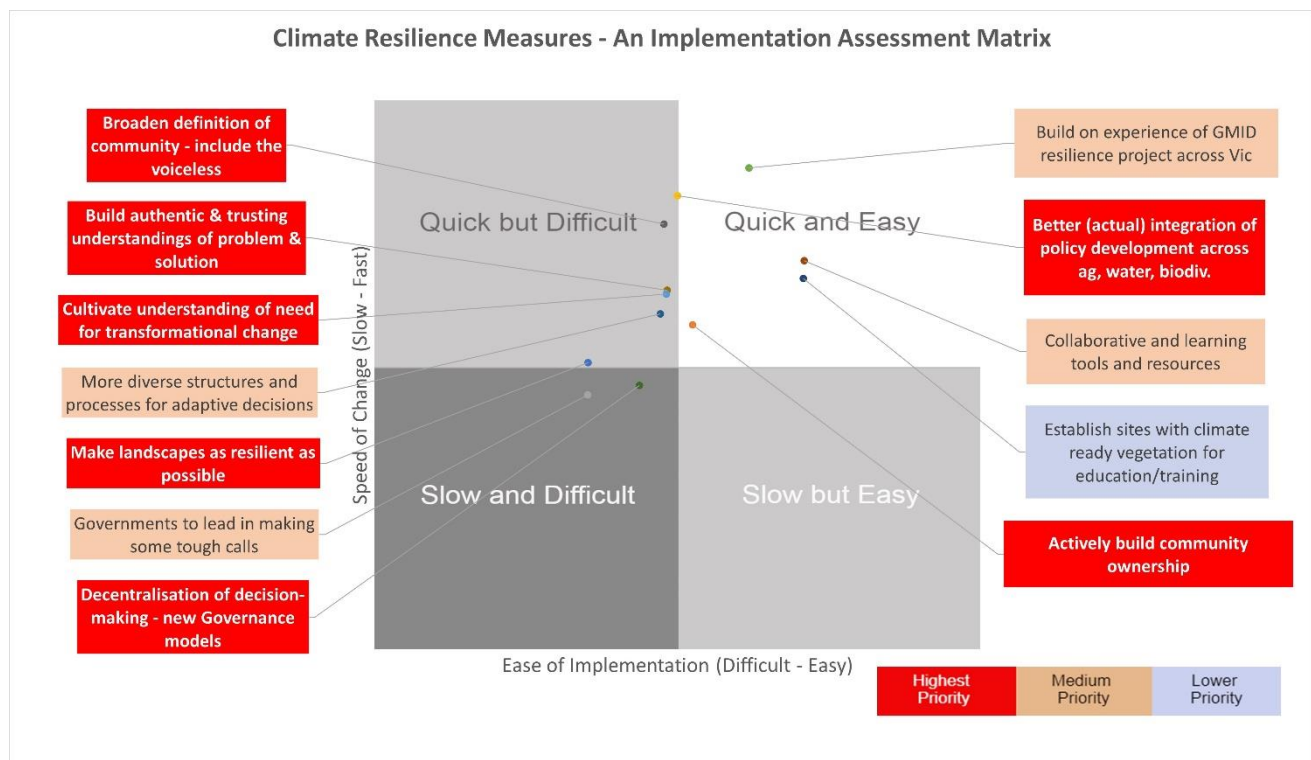 Climate Resilience Measures - An Implementation Assessment Matrix
Broaden definition of
community - include the
voiceless
Build authentic & trusting
understandings of problem &
solution
Cultivate understanding of need
for transformational change
More diverse structures and
processes for adaptive decisions
Make landscapes as resilient as
possible
Governments to lead in making
some tough calls
Decentralisation of decision-
making - new Governance
models
Speed of Change (Slow - Fast)
Quick but Difficult
Quick and Easy
Slow and Difficult
Slow but Easy
Ease of Implementation (Difficult - Easy)
Build on experience of GMID
resilience project across Vic
Better (actual) integration of
policy development across
ag, water, biodiv.
Collaborative and learning
tools and resources
Establish sites with climate
ready vegetation for
education/training
Actively build community
ownership
Highest
Priority
Medium
Priority
Lower
Priority